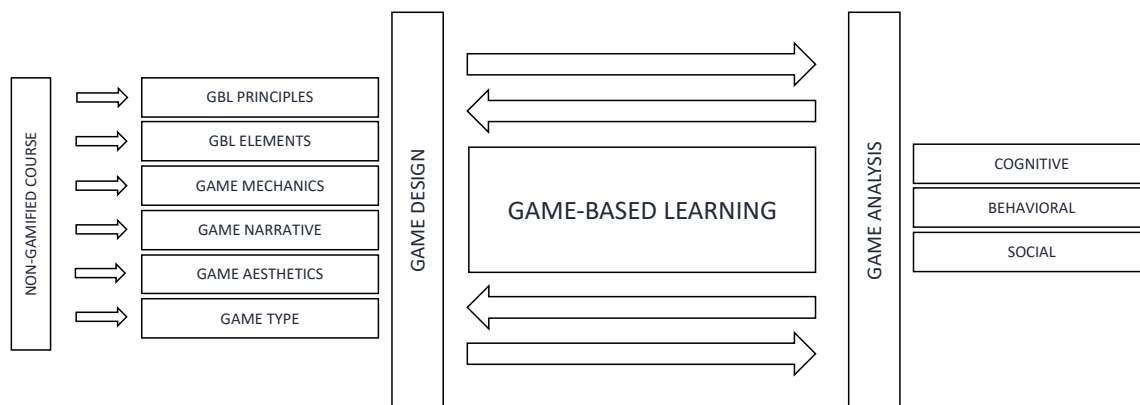 NON-GAMIFIED COURSE
GBL PRINCIPLES
GBL ELEMENTS
GAME MECHANICS
GAME NARRATIVE
GAME AESTHETICS
GAME TYPE
GAME DESIGN
GAME-BASED LEARNING
GAME ANALYSIS
COGNITIVE
BEHAVIORAL
SOCIAL